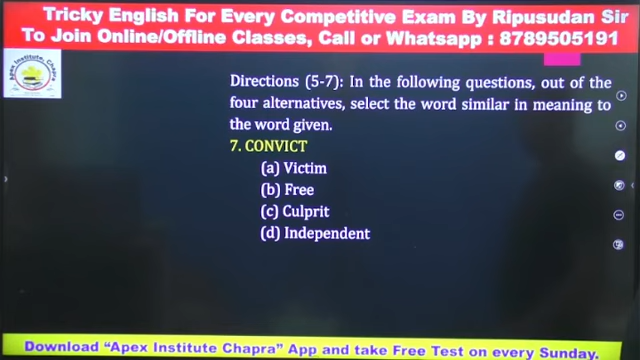 Tricky English For Every Competitive Exam By Ripusudan Sir
To Join Online/Offline Classes, Call or Whatsapp : 8789505191
Apex Institute, Chapra
Directions (5-7): In the following questions, out of the
four alternatives, select the word similar in meaning to
the word given.
7. CONVICT
(a) Victim
(b) Free
(c) Culprit
(d) Independent
Download “Apex Institute Chapra” App and take Free Test on every Sunday.